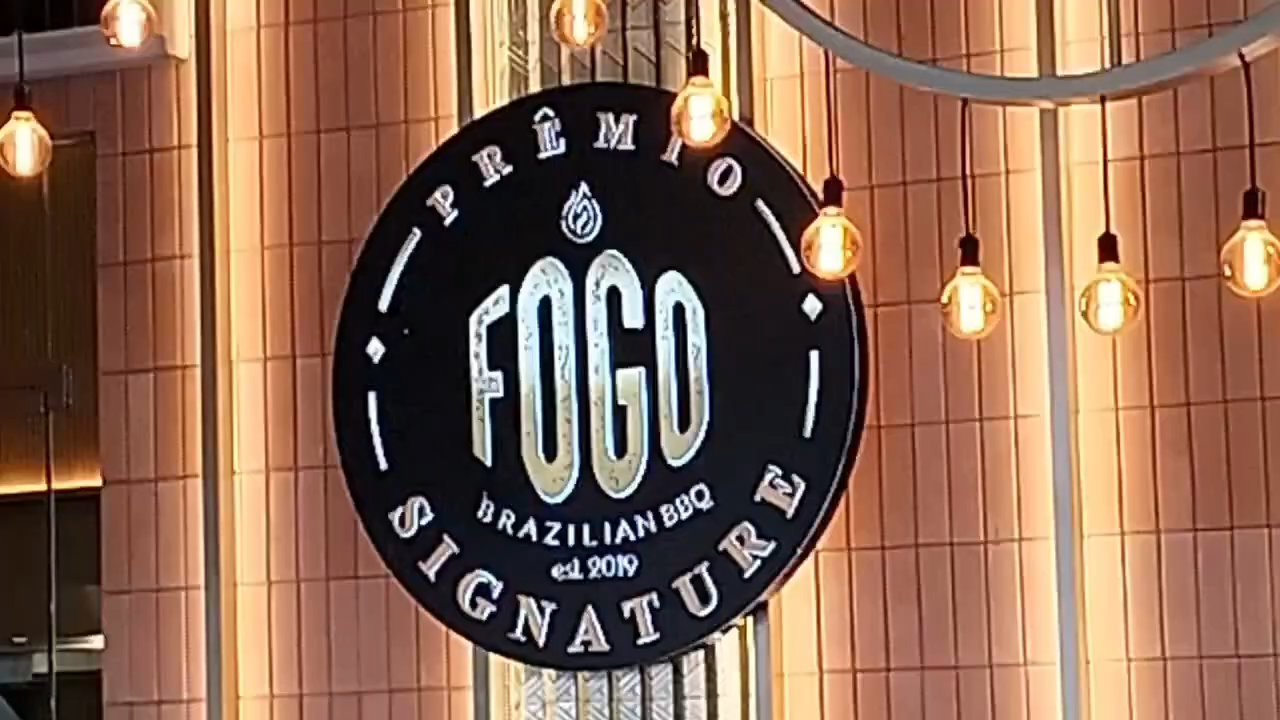 PRÊMIO
FOGO
BRAZILIAN BBQ
est. 2019
SIGNATURE